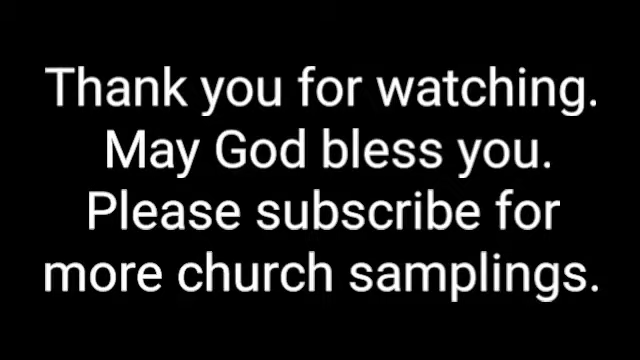 Thank you for watching.
May God bless you.
Please subscribe for
more church samplings.